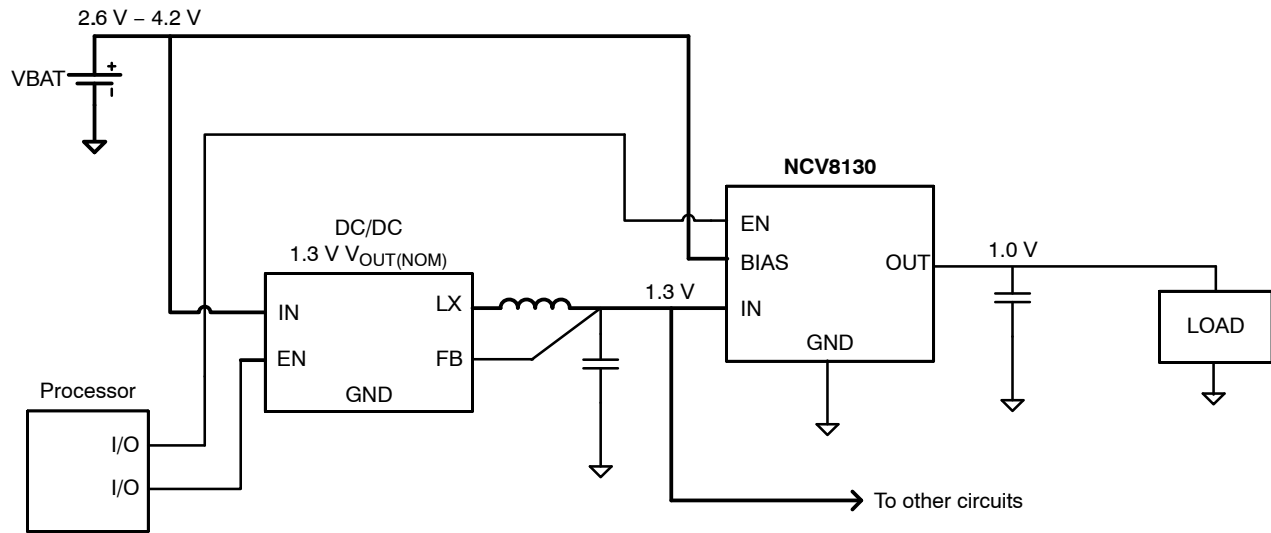 2.6 V − 4.2 V
VBAT
+
−
NCV8130
EN
BIAS
IN
OUT
GND
1.0 V
LOAD
DC/DC
1.3 V VOUT(NOM)
IN
EN
LX
FB
GND
1.3 V
Processor
I/O
I/O
To other circuits